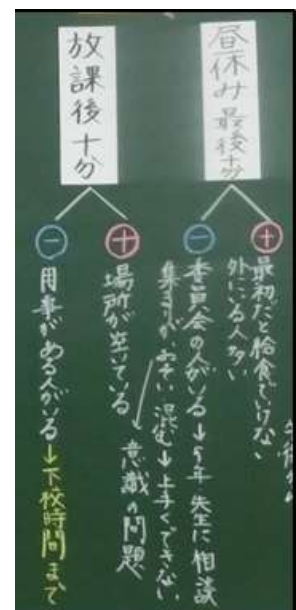 昼休み最後十分
⊕
最初だと給食でいけない
外にいる人多い
⊖
委員会の人がいる→5年 先生に相談
集まりがおそい 混む→上手くできない
意識の問題
放課後十分
⊕
場所が空いている
⊖
用事がある人がいる→下校時間まで